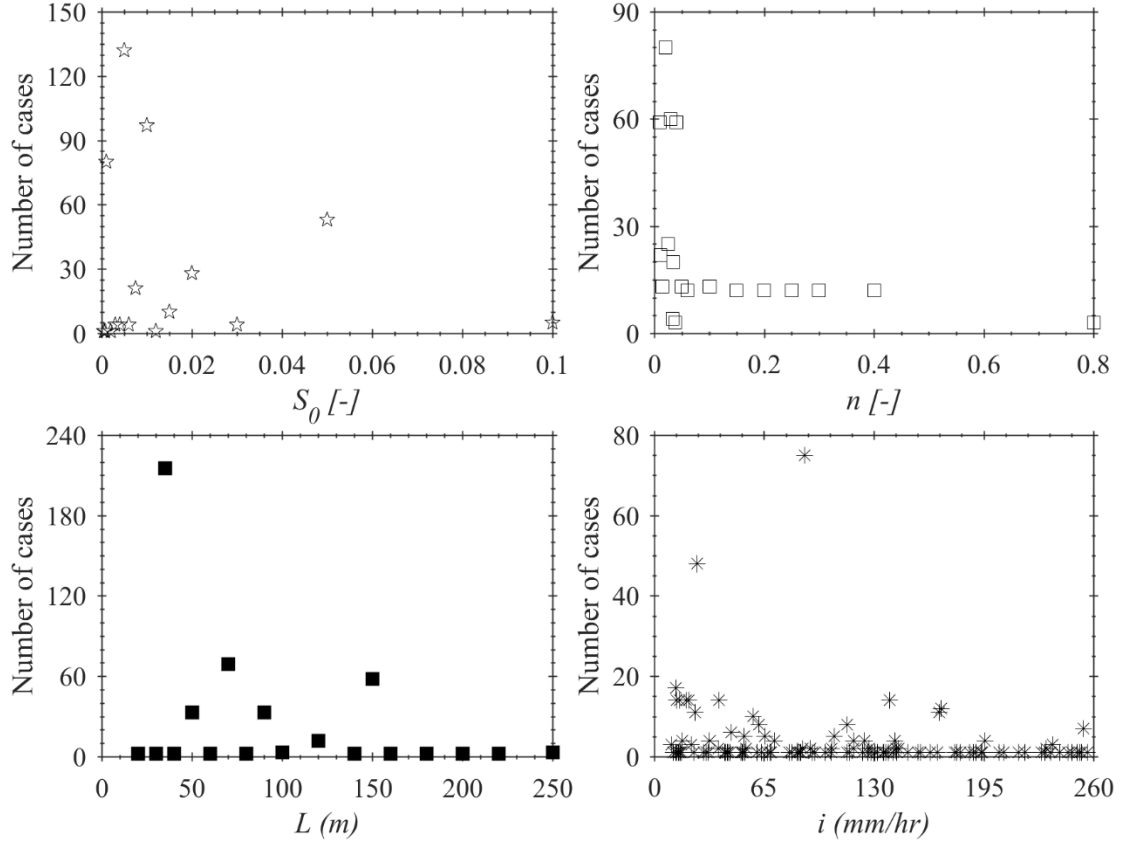 150
120
90
60
30
0
Number of cases
0 0.02 0.04 0.06 0.08 0.1
S0 [-]
90
60
30
0
Number of cases
0 0.2 0.4 0.6 0.8
n [-]
240
180
120
60
0
Number of cases
0 50 100 150 200 250
L (m)
80
60
40
20
0
Number of cases
0 65 130 195 260
i (mm/hr)